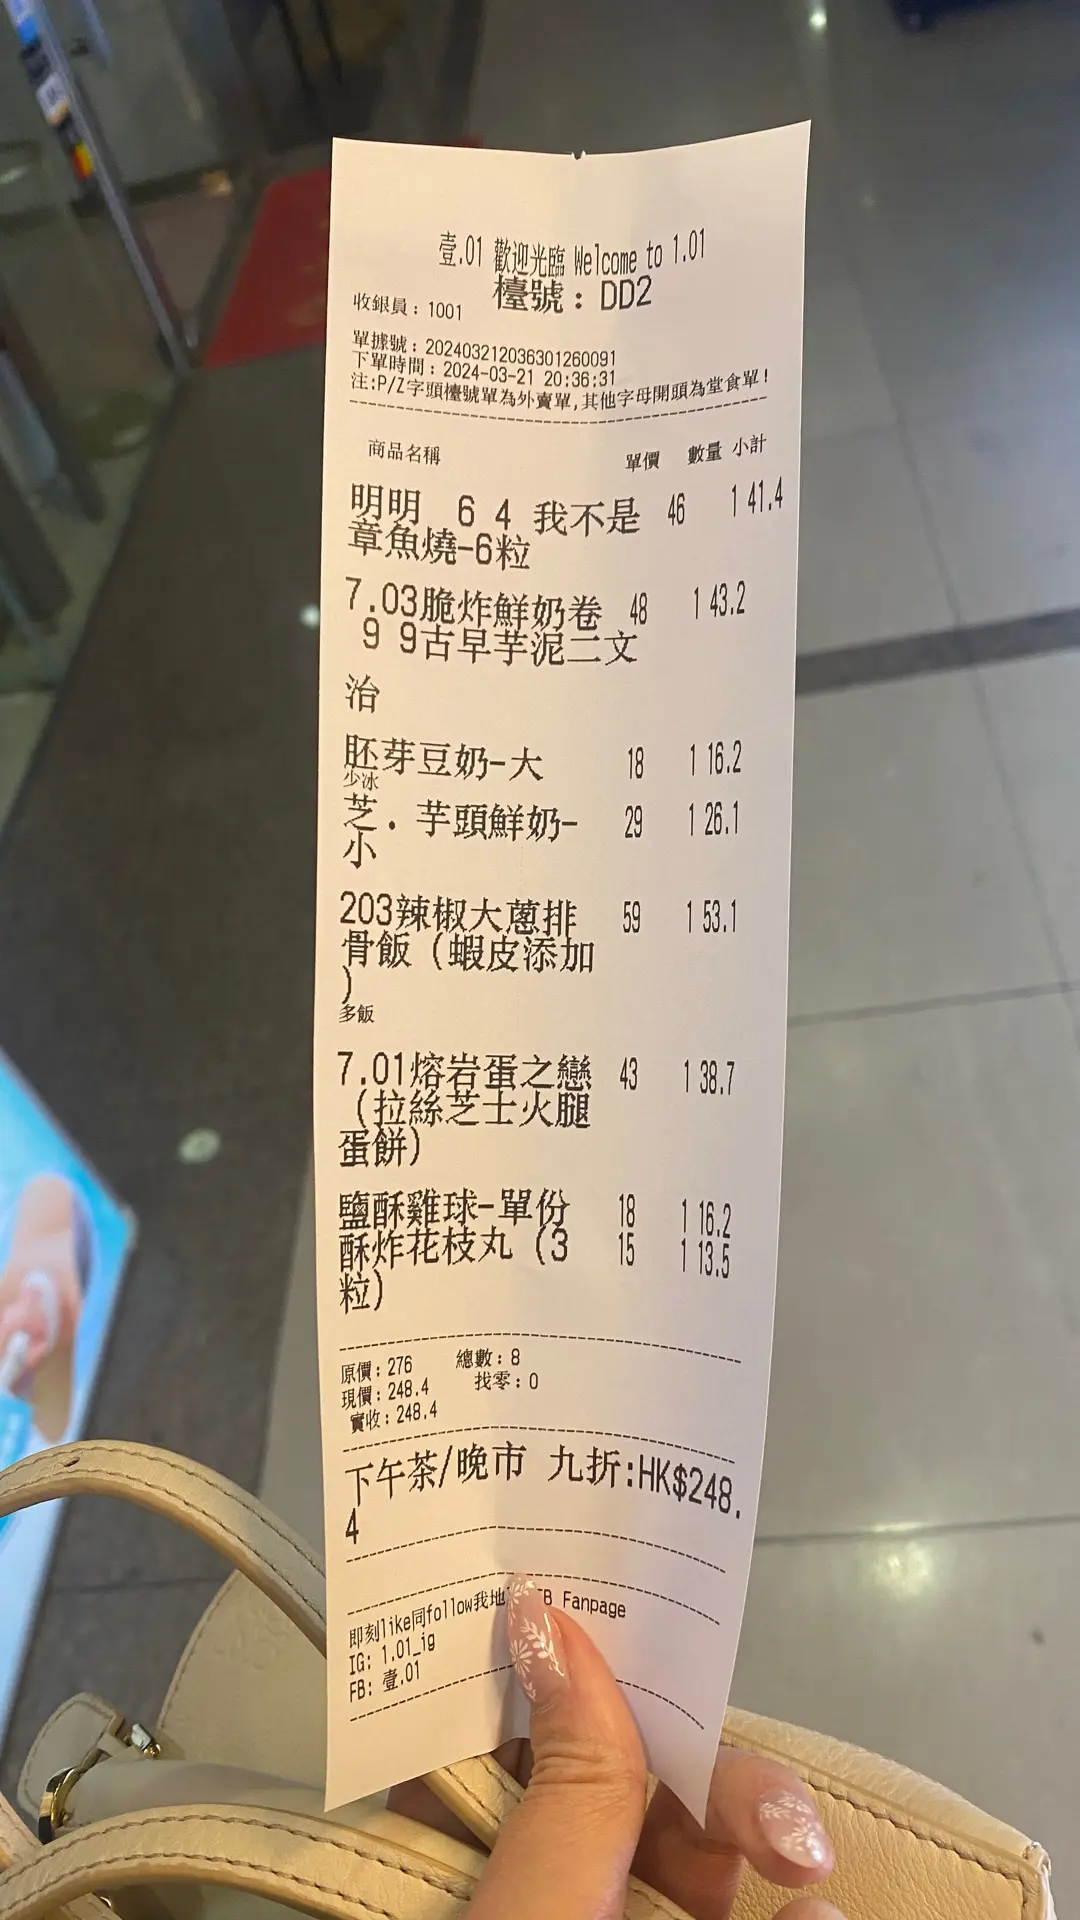 壹.01 歡迎光臨 Welcome to 1.01
檯號：DD2
收銀員：1001
單據號：202403212036301260091
下單時間：2024-03-21 20:36:31
注:P/Z字頭檯號單為外賣單,其他字母開頭為堂食單！
商品名稱 單價 數量 小計
明明 6 4 我不是 46 1 41.4
章魚燒-6粒
7.03脆炸鮮奶卷 48 1 43.2
9 9古早芋泥二文
治
胚芽豆奶-大 18 1 16.2
少冰
芝．芋頭鮮奶- 29 1 26.1
小
203辣椒大蔥排 59 1 53.1
骨飯（蝦皮添加
）
多飯
7.01熔岩蛋之戀 43 1 38.7
（拉絲芝士火腿
蛋餅）
鹽酥雞球-單份 18 1 16.2
酥炸花枝丸（3 15 1 13.5
粒）
原價：276 總數：8
現價：248.4 找零：0
實收：248.4
下午茶/晚市 九折:HK$248.
4
即刻like同follow我地 FB Fanpage
IG: 1.01_ig
FB: 壹.01